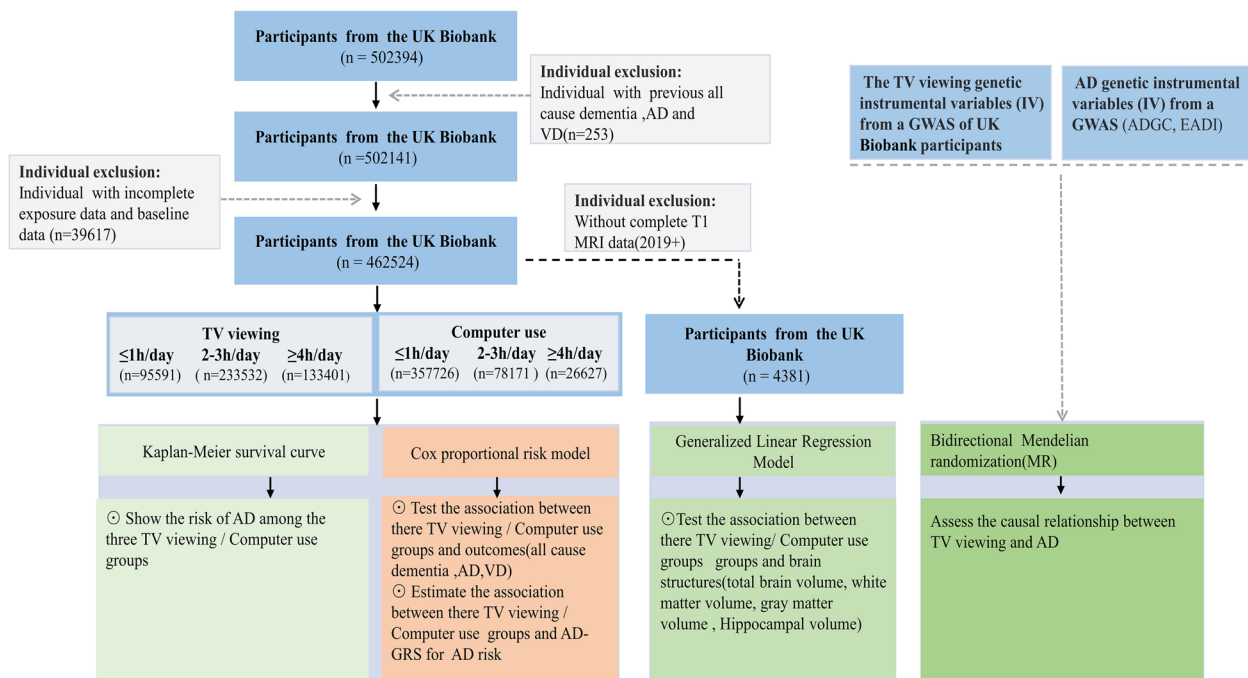 Participants from the UK Biobank
(n = 502394)
Individual exclusion:
Individual with previous all
cause dementia ,AD and
VD(n=253)
The TV viewing genetic
instrumental variables (IV)
from a GWAS of UK
Biobank participants
AD genetic instrumental
variables (IV) from a
GWAS (ADGC, EADI)
Participants from the UK Biobank
(n =502141)
Individual exclusion:
Individual with incomplete
exposure data and baseline
data (n=39617)
Individual exclusion:
Without complete T1
MRI data(2019+)
Participants from the UK Biobank
(n = 462524)
TV viewing
≤1h/day 2-3h/day ≥4h/day
(n=95591) ( n=233532) (n=133401)
Computer use
≤1h/day 2-3h/day ≥4h/day
(n=357726) (n=78171 ) (n=26627)
Participants from the UK
Biobank
(n = 4381)
Kaplan-Meier survival curve
Cox proportional risk model
Generalized Linear Regression
Model
Bidirectional Mendelian
randomization(MR)
⊙ Show the risk of AD among the
three TV viewing / Computer use
groups
⊙ Test the association between
there TV viewing / Computer use
groups and outcomes(all cause
dementia ,AD,VD)
⊙ Estimate the association
between there TV viewing /
Computer use groups and AD-
GRS for AD risk
⊙Test the association between
there TV viewing/ Computer use
groups groups and brain
structures(total brain volume, white
matter volume, gray matter
volume , Hippocampal volume)
Assess the causal relationship between
TV viewing and AD